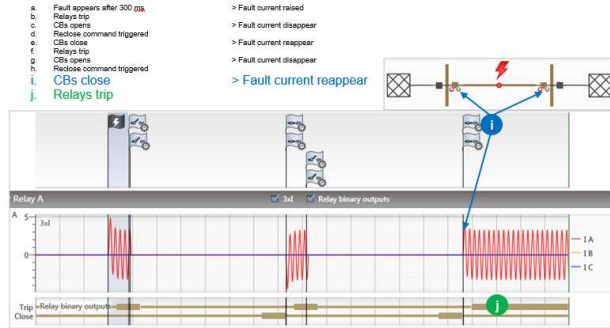 a. Fault appears after 300 ms. > Fault current raised
b. Relays trip
c. CBs opens > Fault current disappear
d. Reclose command triggered
e. CBs close > Fault current reappear
f. Relays trip
g. CBs opens > Fault current disappear
h. Reclose command triggered
i. CBs close > Fault current reappear
j. Relays trip
i
Relay A 3xI Relay binary outputs
A 5
3xI
0
I A
I B
I C
Trip Relay binary outputs
Close
j